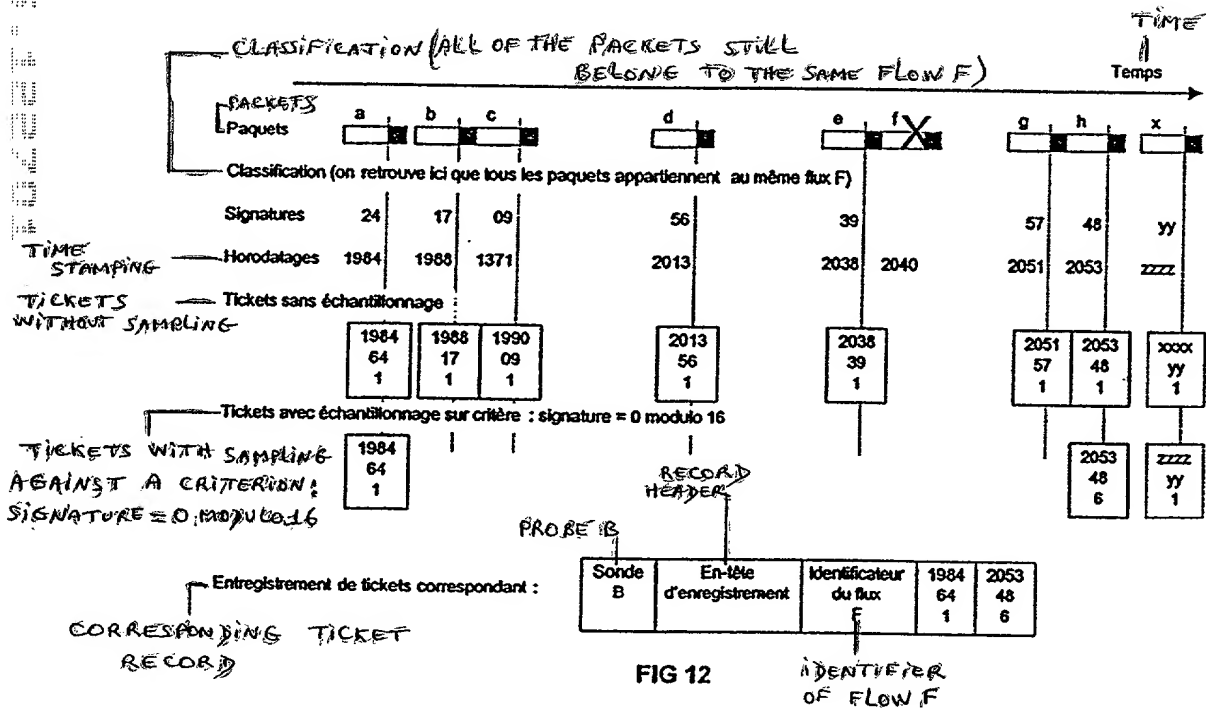 TIME
CLASSIFICATION (ALL OF THE PACKETS STILL
BELONG TO THE SAME FLOW F)
Temps
PACKETS
Paquets
a b c d e f g h x
Classification (on retrouve ici que tous les paquets appartiennent au même flux F)
Signatures 24 17 09 56 39 57 48 yy
TIME
STAMPING
Horodatages 1984 1988 1371 2013 2038 2040 2051 2053 zzzz
TICKETS
WITHOUT SAMPLING
Tickets sans échantillonnage
1984 1988 1990 2013 2038 2051 2053 xxxx
64 17 09 56 39 57 48 yy
1 1 1 1 1 1 1 1
Tickets avec échantillonnage sur critère : signature = 0 modulo 16
TICKETS WITH SAMPLING
AGAINST A CRITERION:
SIGNATURE = 0 MODULO 16
1984 2053 zzzz
64 48 yy
1 6 1
RECORD
HEADER
PROBE B
Entregistrement de tickets correspondant :
Sonde En-tête Identificateur 1984 2053
B d'enregistrement du flux 64 48
F 1 6
CORRESPONDING TICKET
RECORD
FIG 12
IDENTIFIER
OF FLOW F